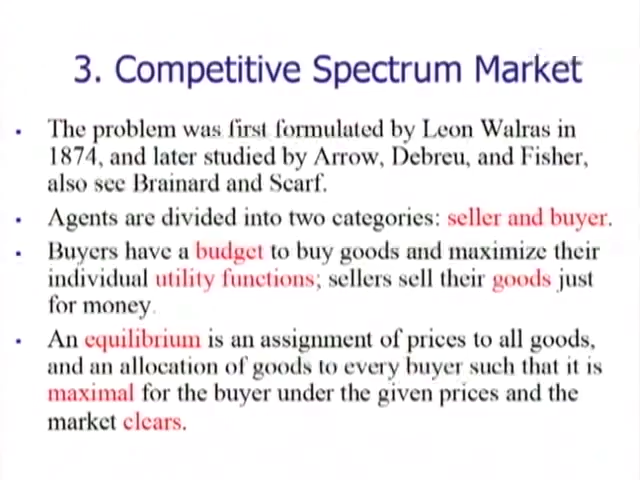 3. Competitive Spectrum Market
• The problem was first formulated by Leon Walras in
1874, and later studied by Arrow, Debreu, and Fisher,
also see Brainard and Scarf.
• Agents are divided into two categories: seller and buyer.
• Buyers have a budget to buy goods and maximize their
individual utility functions; sellers sell their goods just
for money.
• An equilibrium is an assignment of prices to all goods,
and an allocation of goods to every buyer such that it is
maximal for the buyer under the given prices and the
market clears.